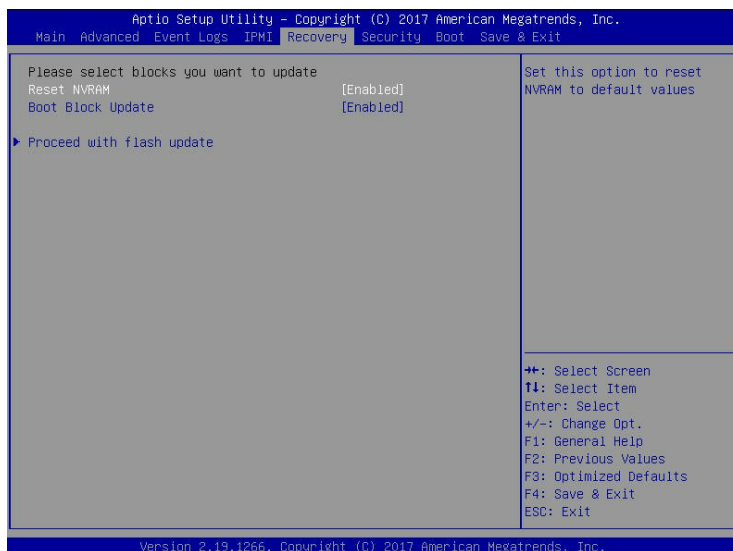 Aptio Setup Utility – Copyright (C) 2017 American Megatrends, Inc.
Main Advanced Event Logs IPMI Recovery Security Boot Save & Exit
Please select blocks you want to update
Reset NVRAM [Enabled]
Boot Block Update [Enabled]
Proceed with flash update
Set this option to reset
NVRAM to default values
→←: Select Screen
↑↓: Select Item
Enter: Select
+/-: Change Opt.
F1: General Help
F2: Previous Values
F3: Optimized Defaults
F4: Save & Exit
ESC: Exit
Version 2.19.1266. Copyright (C) 2017 American Megatrends, Inc.